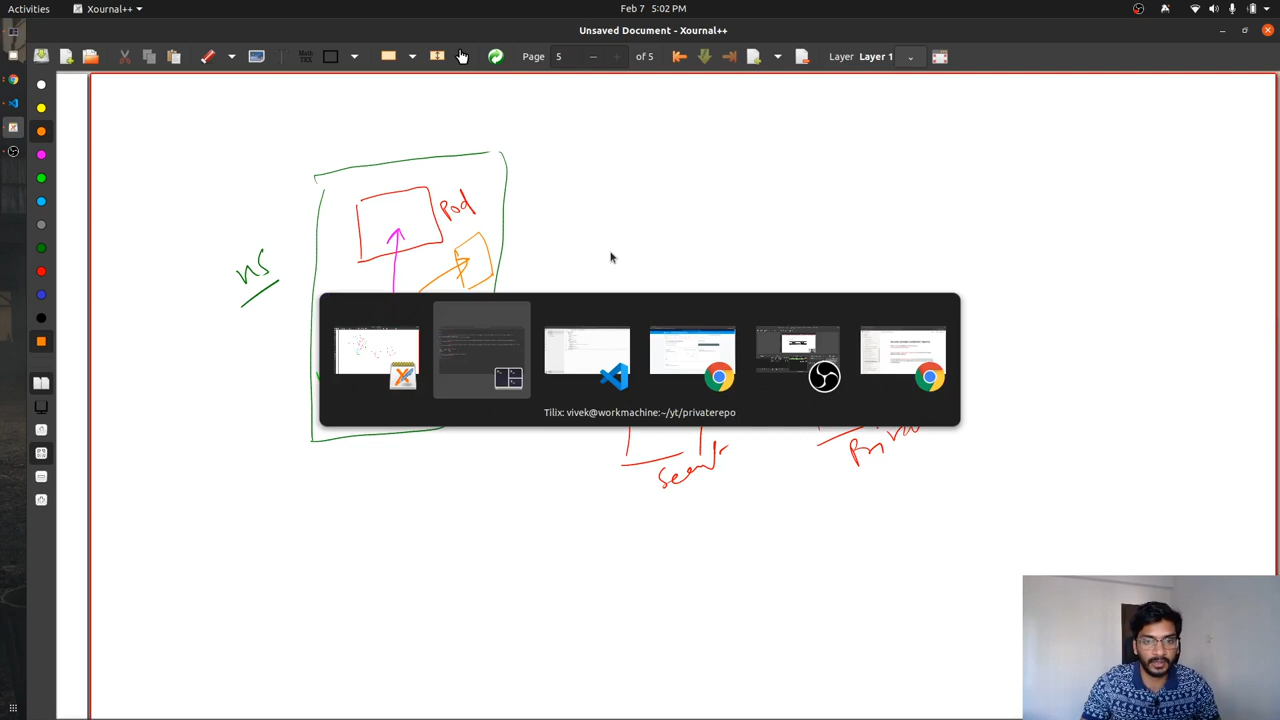 Activities
Xournal++
Feb 7 5:02 PM
Unsaved Document - Xournal++
Page 5 of 5
Layer Layer 1
Pod
ns
Tilix: vivek@workmachine:~/yt/privaterepo